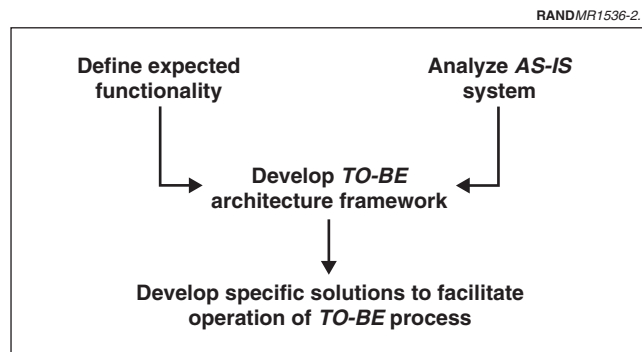 RANDMR1536-2.
Define expected
functionality
Analyze AS-IS
system
Develop TO-BE
architecture framework
Develop specific solutions to facilitate
operation of TO-BE process